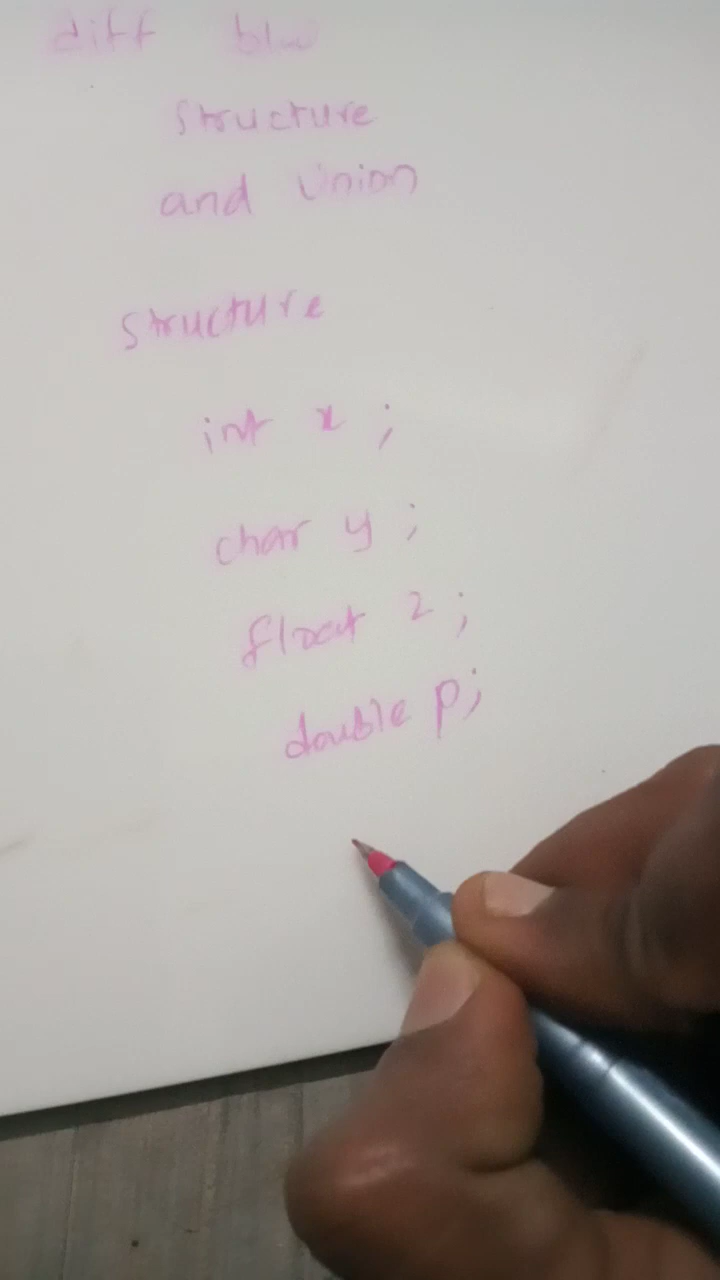 diff b/w
structure
and Union
structure
int x ;
char y ;
float z ;
double p;